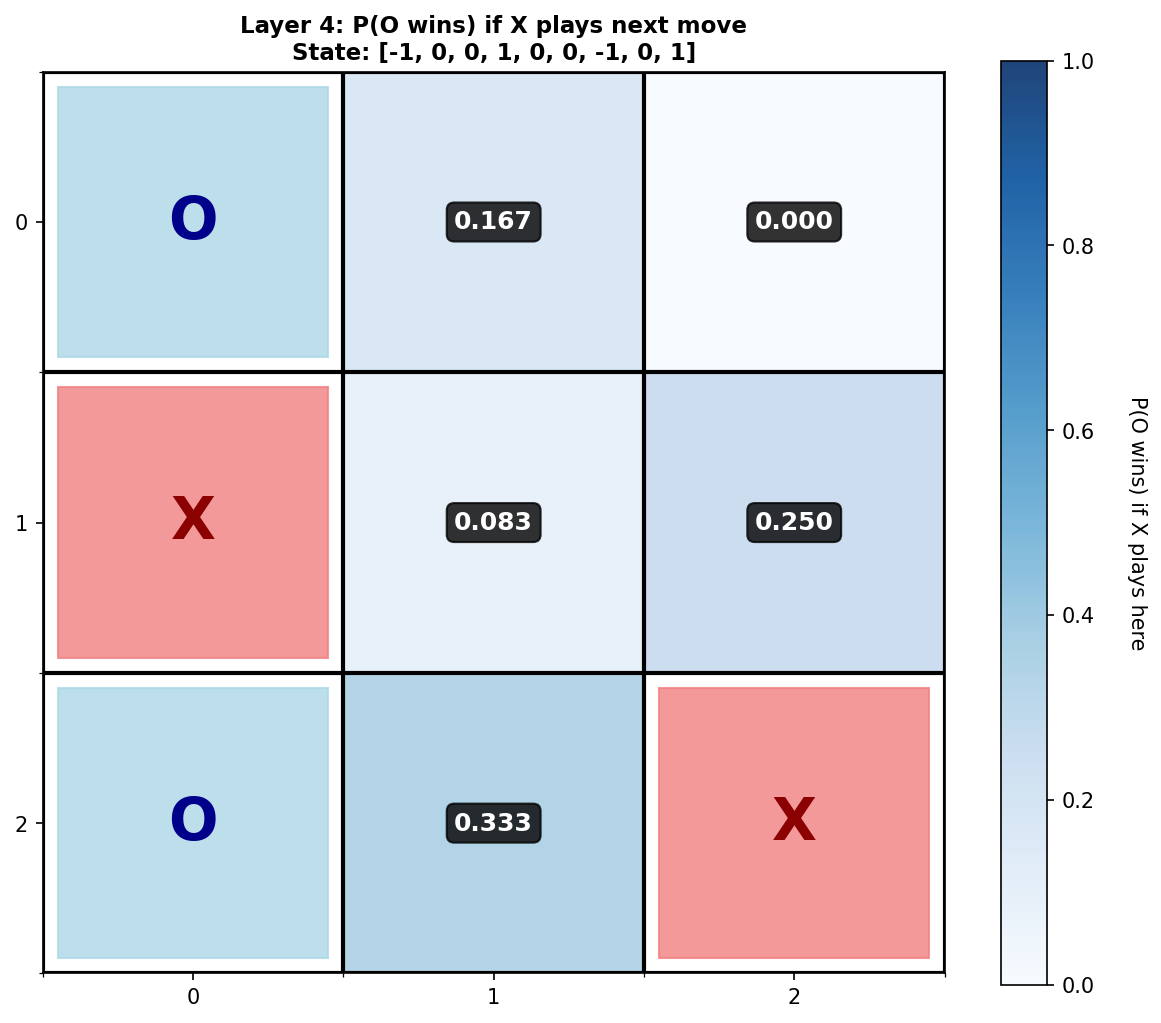 Layer 4: P(O wins) if X plays next move
State: [-1, 0, 0, 1, 0, 0, -1, 0, 1]
0
O
0.167
0.000
1
X
0.083
0.250
2
O
0.333
X
0
1
2
1.0
0.8
0.6
0.4
0.2
0.0
P(O wins) if X plays here